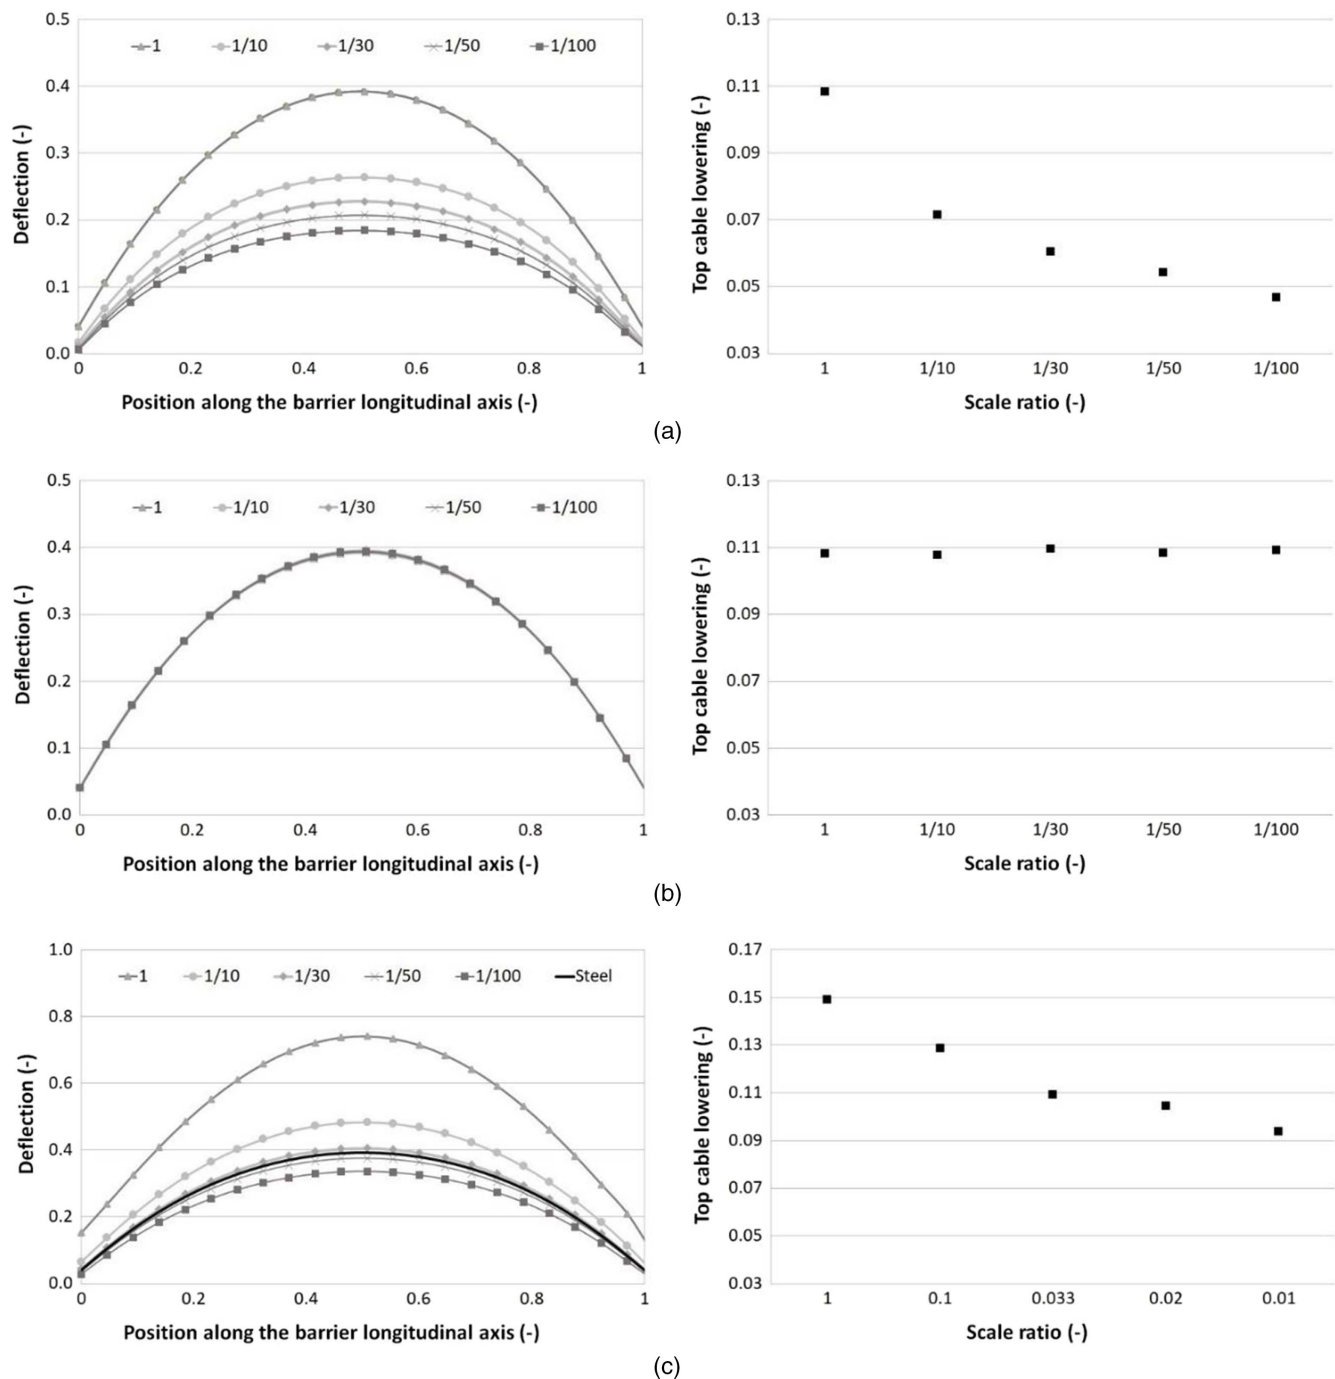 0.5
1 1/10 1/30 1/50 1/100
0.4
0.3
0.2
0.1
0.0
0 0.2 0.4 0.6 0.8 1
Deflection (-)
Position along the barrier longitudinal axis (-)
0.13
0.11
0.09
0.07
0.05
0.03
1 1/10 1/30 1/50 1/100
Top cable lowering (-)
Scale ratio (-)
(a)
0.5
1 1/10 1/30 1/50 1/100
0.4
0.3
0.2
0.1
0.0
0 0.2 0.4 0.6 0.8 1
Deflection (-)
Position along the barrier longitudinal axis (-)
0.13
0.11
0.09
0.07
0.05
0.03
1 1/10 1/30 1/50 1/100
Top cable lowering (-)
Scale ratio (-)
(b)
1.0
1 1/10 1/30 1/50 1/100 Steel
0.8
0.6
0.4
0.2
0.0
0 0.2 0.4 0.6 0.8 1
Deflection (-)
Position along the barrier longitudinal axis (-)
0.17
0.15
0.13
0.11
0.09
0.07
0.05
0.03
1 0.1 0.033 0.02 0.01
Top cable lowering (-)
Scale ratio (-)
(c)